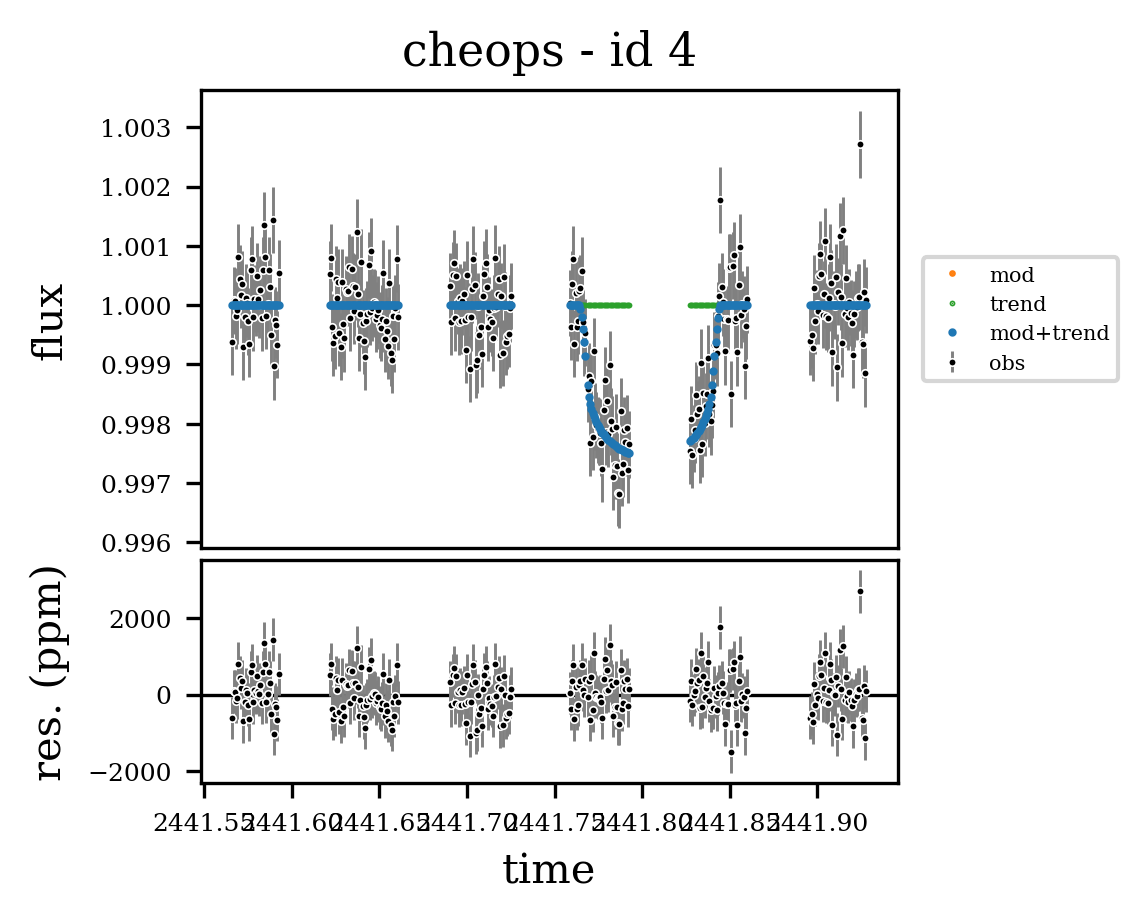 cheops - id 4
flux
1.003
1.002
1.001
1.000
0.999
0.998
0.997
0.996
mod
trend
mod+trend
obs
res. (ppm)
2000
0
−2000
2441.55 2441.60 2441.65 2441.70 2441.75 2441.80 2441.85 2441.90
time